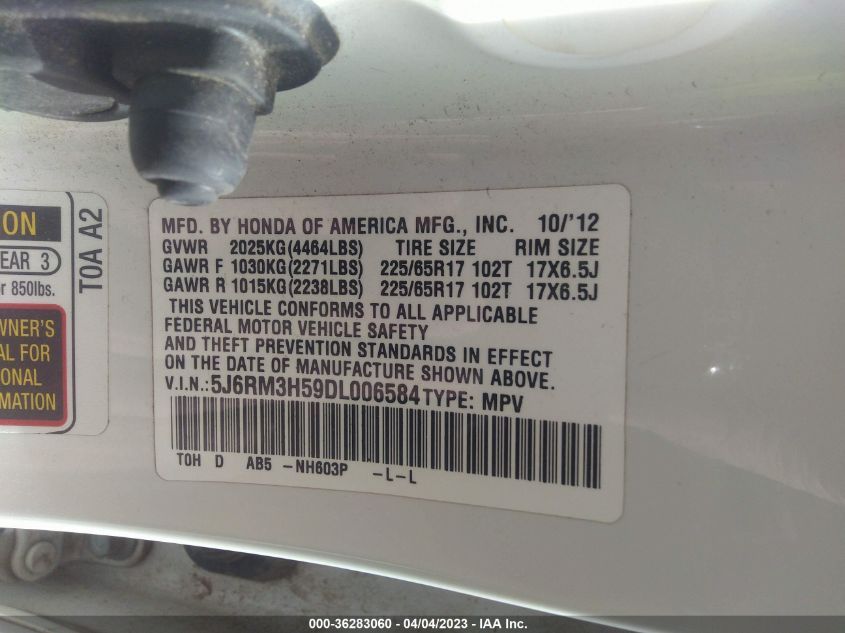 ON
EAR 3
r 850lbs.
WNER'S
AL FOR
ONAL
MATION
T0A A2
MFD. BY HONDA OF AMERICA MFG., INC. 10/'12
GVWR 2025KG(4464LBS) TIRE SIZE RIM SIZE
GAWR F 1030KG(2271LBS) 225/65R17 102T 17X6.5J
GAWR R 1015KG(2238LBS) 225/65R17 102T 17X6.5J
THIS VEHICLE CONFORMS TO ALL APPLICABLE
FEDERAL MOTOR VEHICLE SAFETY
AND THEFT PREVENTION STANDARDS IN EFFECT
ON THE DATE OF MANUFACTURE SHOWN ABOVE.
V.I.N.:5J6RM3H59DL006584 TYPE: MPV
TOH D AB5 -NH603P -L-L
000-36283060 - 04/04/2023 - IAA Inc.